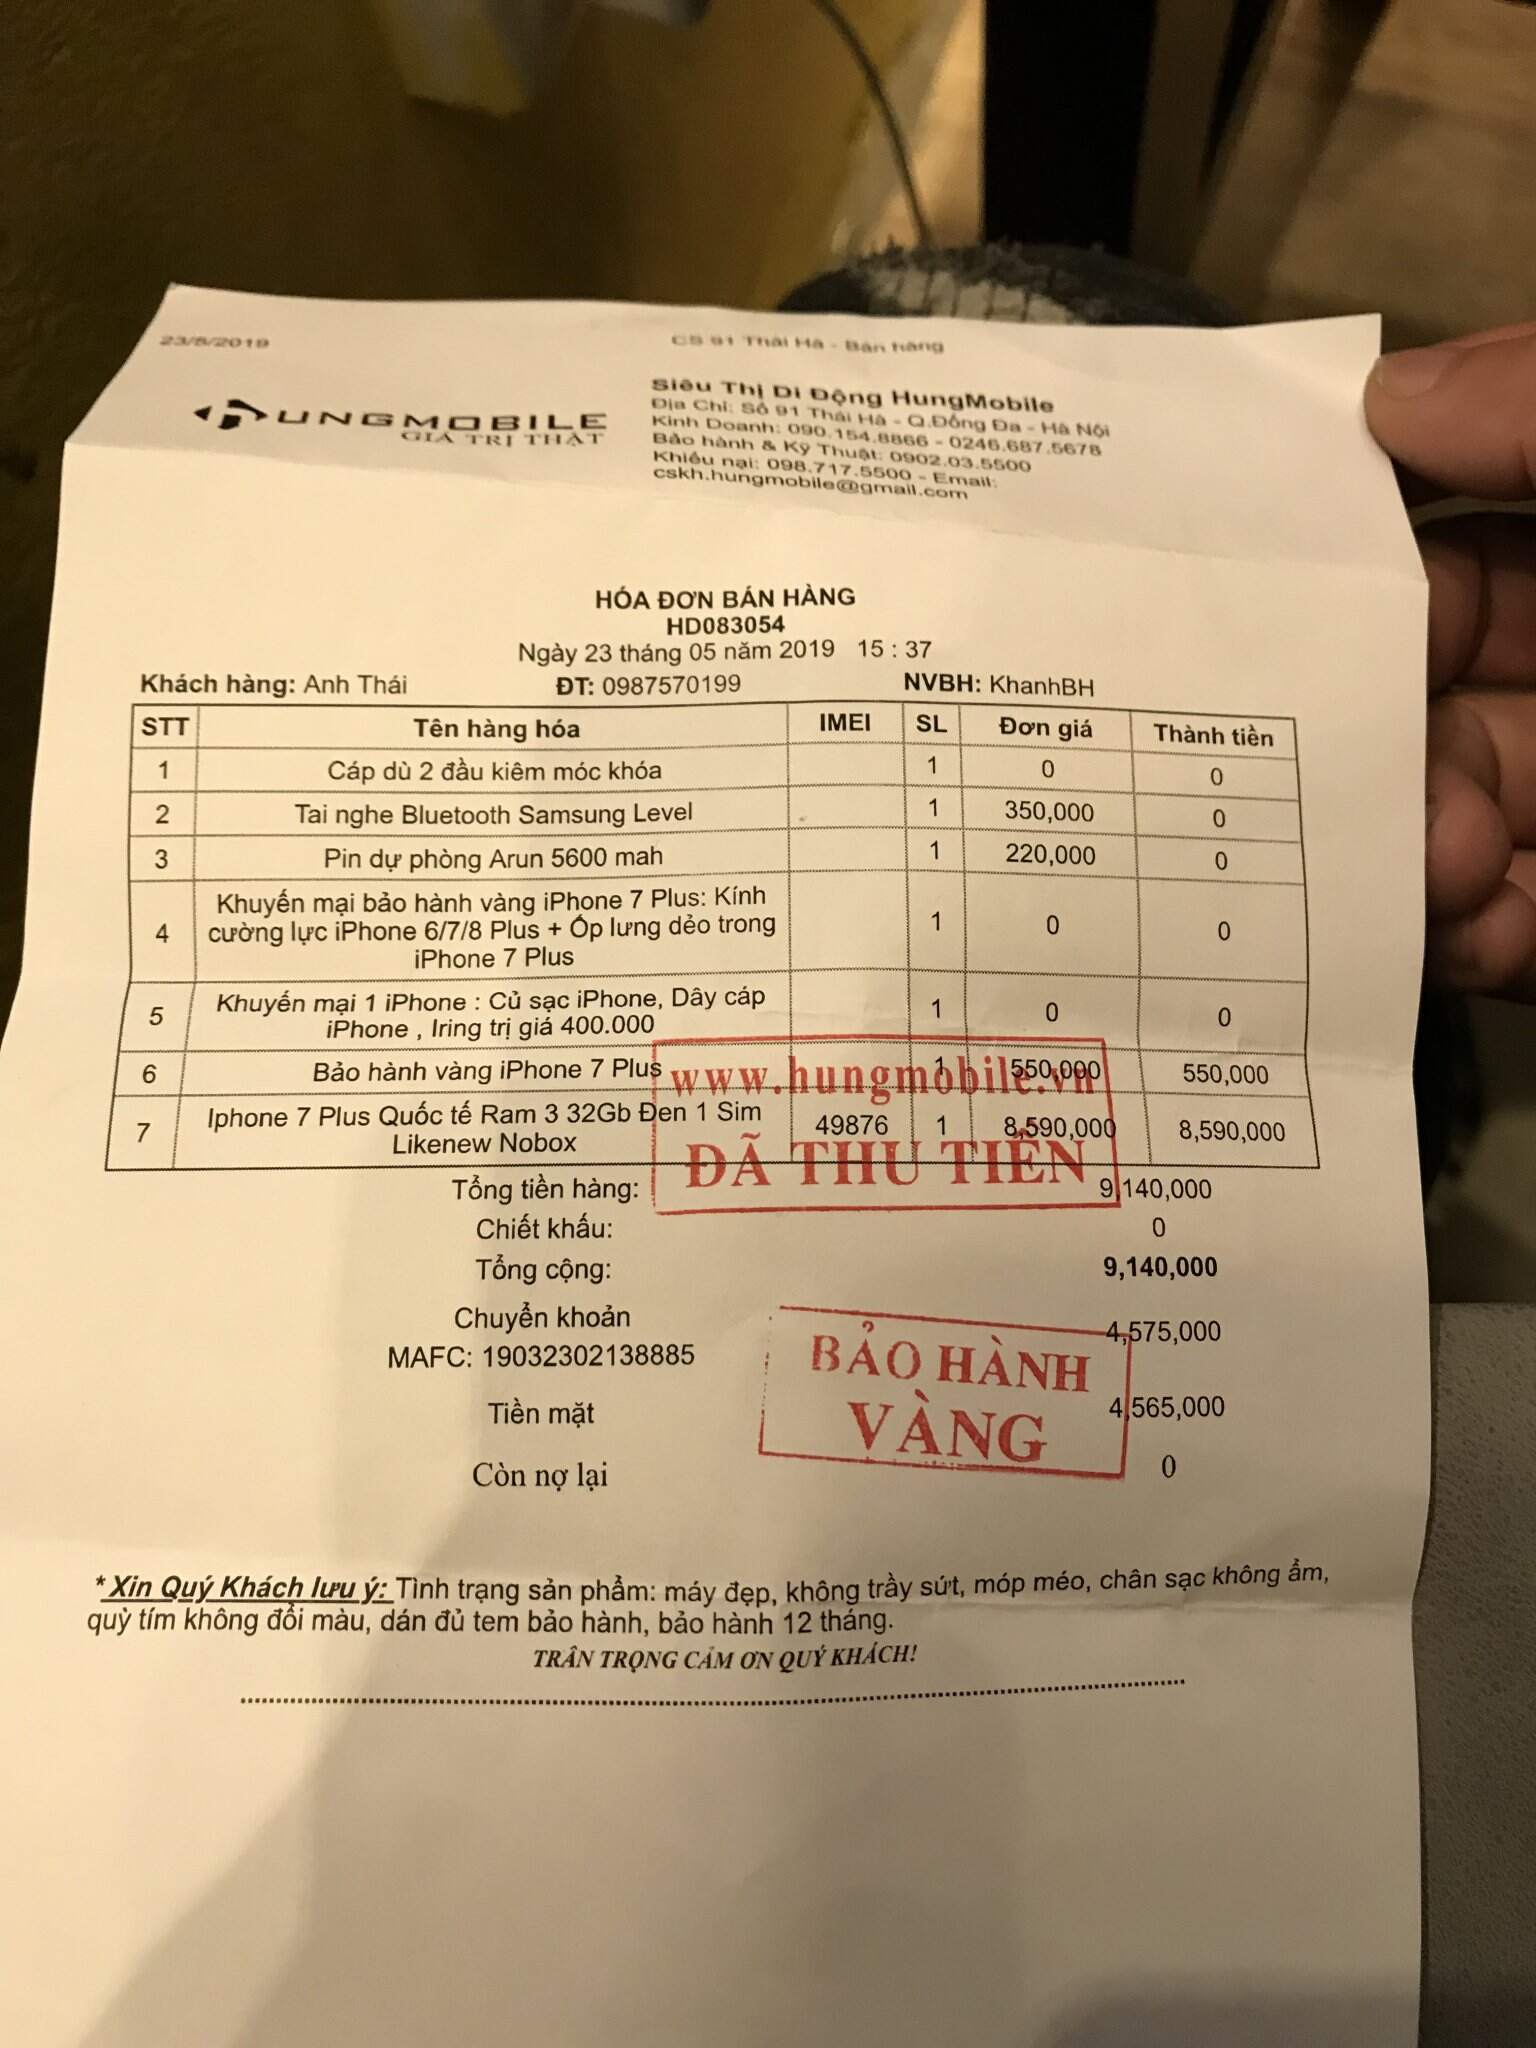 23/5/2019
CS 91 Thái Hà - Bán hàng
HUNGMOBILE
GIÁ TRỊ THẬT
Siêu Thị Di Động HungMobile
Địa Chỉ: Số 91 Thái Hà - Q.Đống Đa - Hà Nội
Kinh Doanh: 090.154.8866 - 0246.687.5678
Bảo hành & Kỹ Thuật: 0902.03.5500
Khiếu nại: 098.717.5500 - Email:
cskh.hungmobile@gmail.com
HÓA ĐƠN BÁN HÀNG
HD083054
Ngày 23 tháng 05 năm 2019 15 : 37
Khách hàng: Anh Thái ĐT: 0987570199 NVBH: KhanhBH
STT Tên hàng hóa IMEI SL Đơn giá Thành tiền
1 Cáp dù 2 đầu kiêm móc khóa 1 0 0
2 Tai nghe Bluetooth Samsung Level 1 350,000 0
3 Pin dự phòng Arun 5600 mah 1 220,000 0
4 Khuyến mại bảo hành vàng iPhone 7 Plus: Kính
cường lực iPhone 6/7/8 Plus + Ốp lưng dẻo trong
iPhone 7 Plus 1 0 0
5 Khuyến mại 1 iPhone : Củ sạc iPhone, Dây cáp
iPhone , Iring trị giá 400.000 1 0 0
6 Bảo hành vàng iPhone 7 Plus 1 550,000 550,000
www.hungmobile.vn
7 Iphone 7 Plus Quốc tế Ram 3 32Gb Đen 1 Sim
Likenew Nobox 49876 1 8,590,000 8,590,000
ĐÃ THU TIỀN
Tổng tiền hàng: 9,140,000
Chiết khấu: 0
Tổng cộng: 9,140,000
Chuyển khoản 4,575,000
MAFC: 19032302138885
BẢO HÀNH
VÀNG
Tiền mặt 4,565,000
Còn nợ lại 0
* Xin Quý Khách lưu ý: Tình trạng sản phẩm: máy đẹp, không trầy sứt, móp méo, chân sạc không ẩm,
quỳ tím không đổi màu, dán đủ tem bảo hành, bảo hành 12 tháng.
TRÂN TRỌNG CẢM ƠN QUÝ KHÁCH!